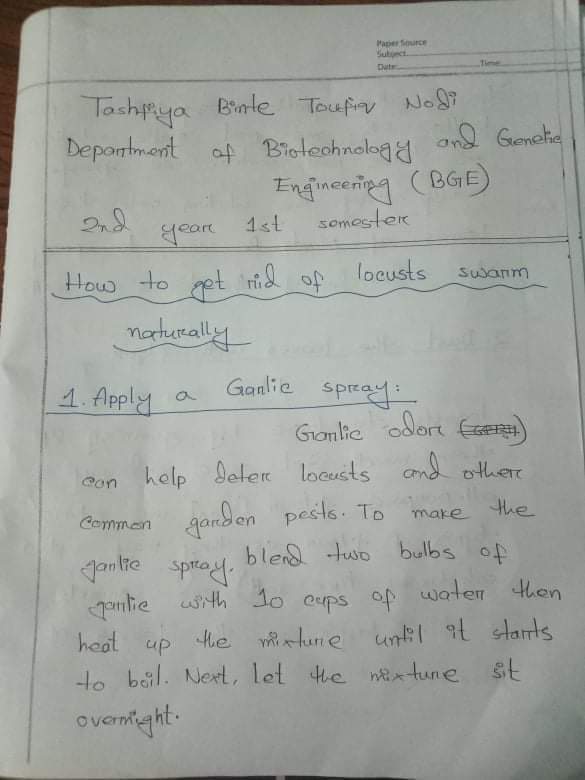 Paper Source
Subject:
Date: Time:
Tashfiya Binte Toufiq Nodi
Department of Biotechnology and Genetic
Engineering (BGE)
2nd year 1st semester
How to get rid of locusts swarm
naturally
1. Apply a Garlic spray:
Garlic odor
can help deter locusts and other
common garden pests. To make the
garlic spray, blend two bulbs of
garlic with 10 cups of water then
heat up the mixture until it starts
to boil. Next, let the mixture sit
overnight.